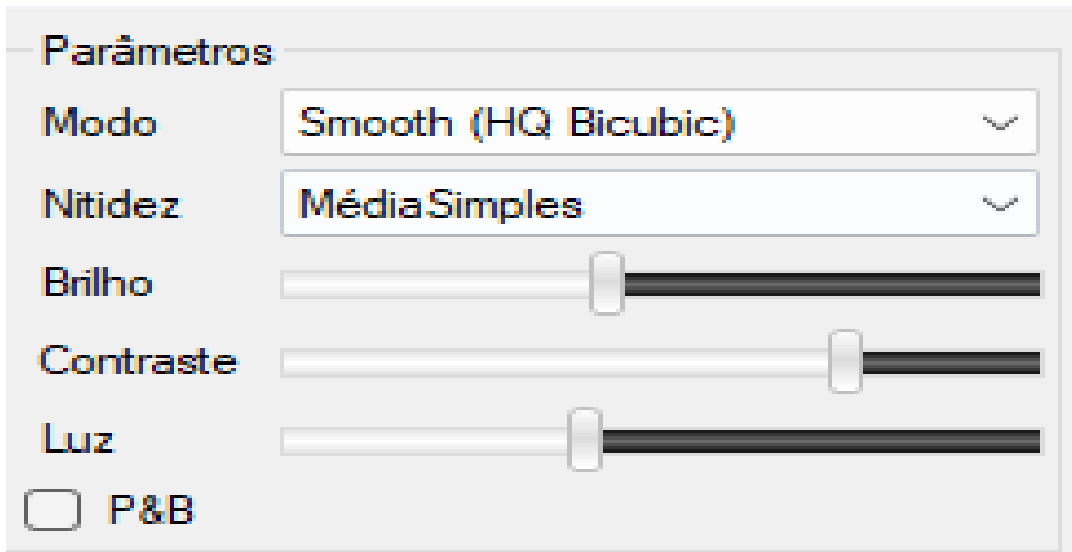 Parâmetros
Modo Smooth (HQ Bicubic)
Nitidez MédiaSimples
Brilho
Contraste
Luz
P&B